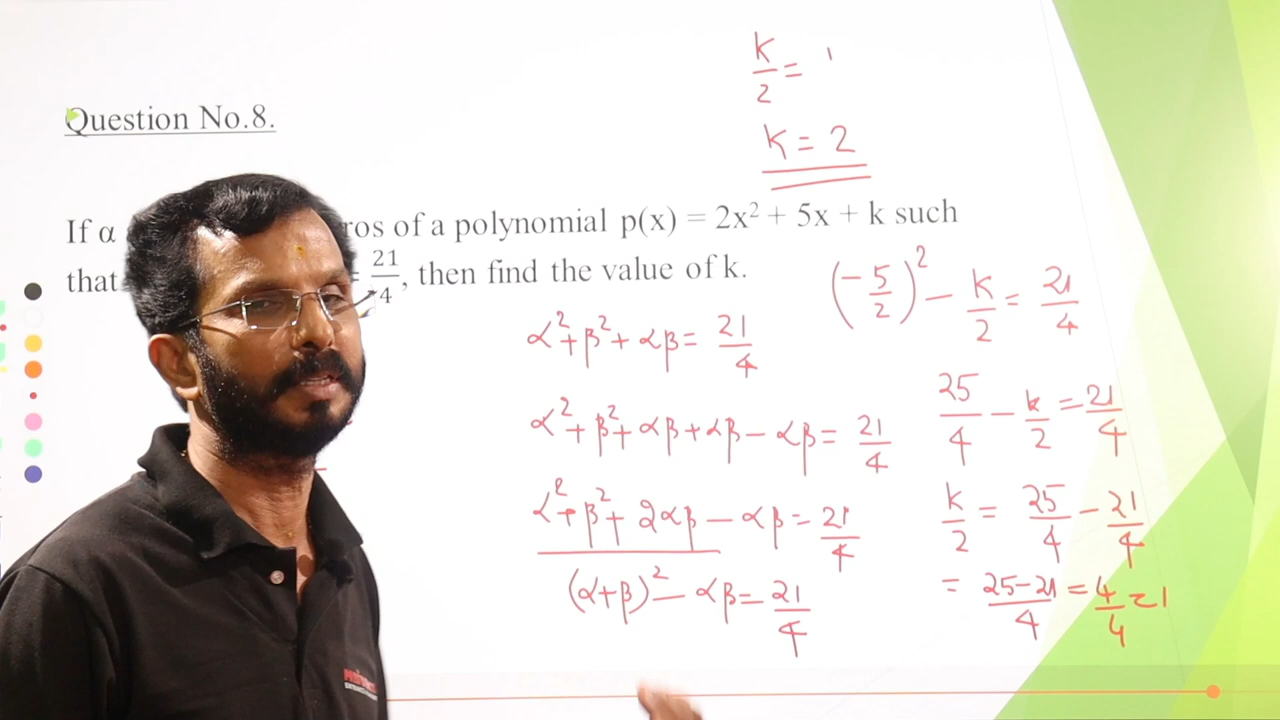 Question No.8.
If α ros of a polynomial p(x) = 2x² + 5x + k such
that = 21/4, then find the value of k.
α² + β² + αβ = 21/4
α² + β² + αβ + αβ − αβ = 21/4
α² + β² + 2αβ − αβ = 21/4
(α+β)² − αβ = 21/4
(−5/2)² − k/2 = 21/4
25/4 − k/2 = 21/4
k/2 = 25/4 − 21/4
= 25−21/4 = 4/4 = 1
k/2 = 1
k = 2